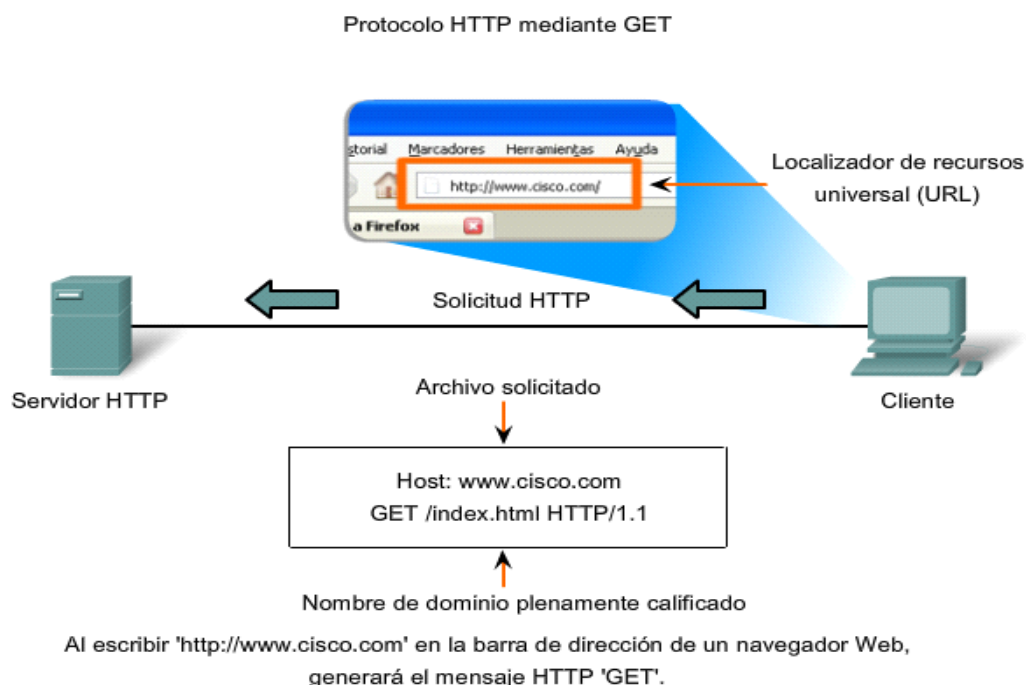 Protocolo HTTP mediante GET
storial Marcadores Herramientas Ayuda
http://www.cisco.com/
a Firefox
Localizador de recursos
universal (URL)
Solicitud HTTP
Servidor HTTP
Cliente
Archivo solicitado
Host: www.cisco.com
GET /index.html HTTP/1.1
Nombre de dominio plenamente calificado
Al escribir 'http://www.cisco.com' en la barra de dirección de un navegador Web,
generará el mensaje HTTP 'GET'.